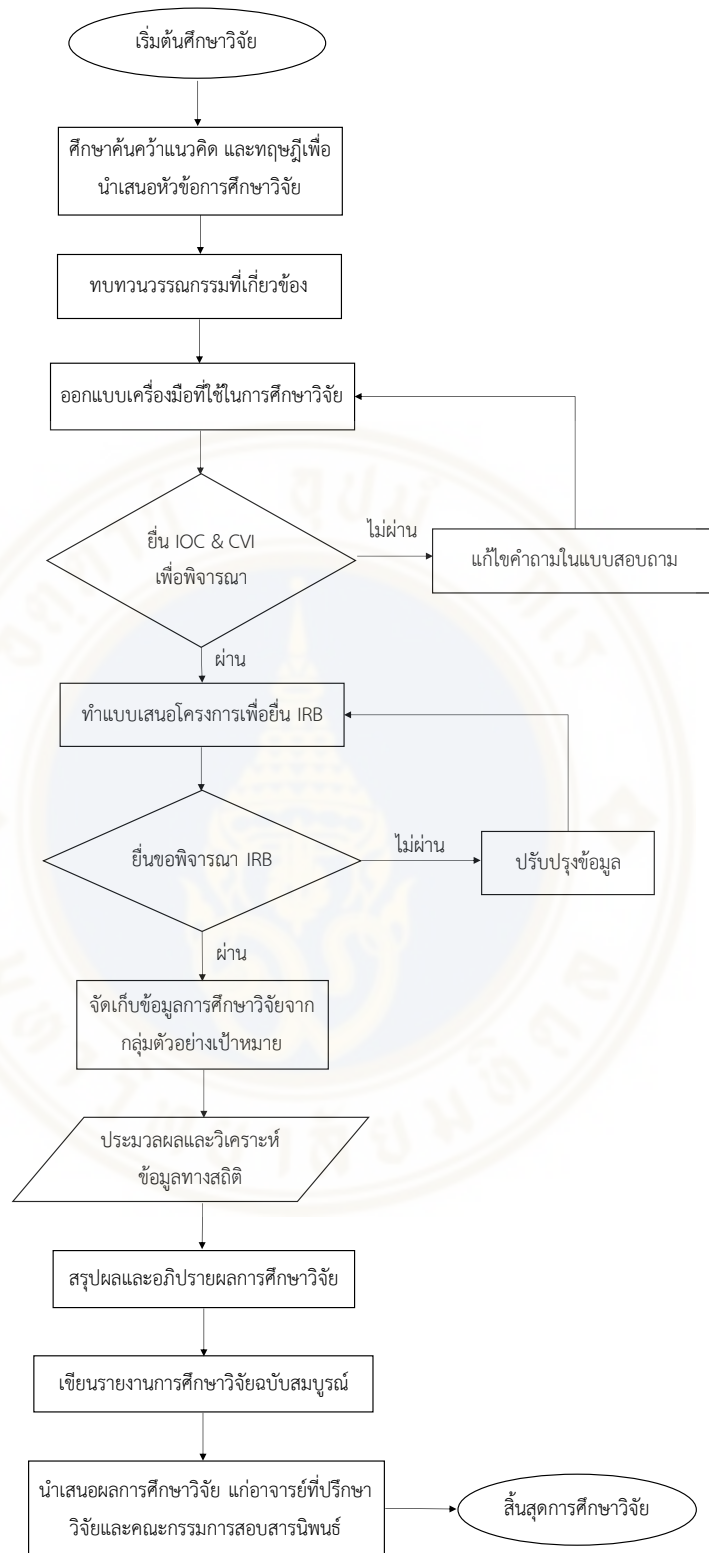 เริ่มต้นศึกษาวิจัย
ศึกษาค้นคว้าแนวคิด และทฤษฎีเพื่อ
นำเสนอหัวข้อการศึกษาวิจัย
ทบทวนวรรณกรรมที่เกี่ยวข้อง
ออกแบบเครื่องมือที่ใช้ในการศึกษาวิจัย
ยื่น IOC & CVI
เพื่อพิจารณา
ไม่ผ่าน
แก้ไขคำถามในแบบสอบถาม
ผ่าน
ทำแบบเสนอโครงการเพื่อยื่น IRB
ยื่นขอพิจารณา IRB
ไม่ผ่าน
ปรับปรุงข้อมูล
ผ่าน
จัดเก็บข้อมูลการศึกษาวิจัยจาก
กลุ่มตัวอย่างเป้าหมาย
ประมวลผลและวิเคราะห์
ข้อมูลทางสถิติ
สรุปผลและอภิปรายผลการศึกษาวิจัย
เขียนรายงานการศึกษาวิจัยฉบับสมบูรณ์
นำเสนอผลการศึกษาวิจัย แก่อาจารย์ที่ปรึกษา
วิจัยและคณะกรรมการสอบสารนิพนธ์
สิ้นสุดการศึกษาวิจัย